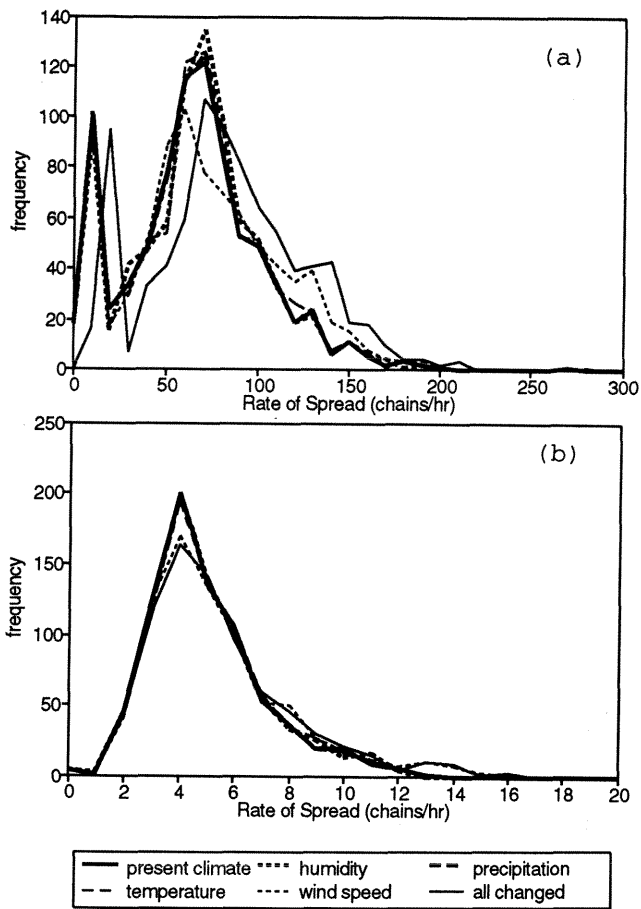 140
(a)
120
100
80
60
40
20
0
frequency
0 50 100 150 200 250 300
Rate of Spread (chains/hr)
250
(b)
200
150
100
50
0
frequency
0 2 4 6 8 10 12 14 16 18 20
Rate of Spread (chains/hr)
present climate humidity precipitation
temperature wind speed all changed